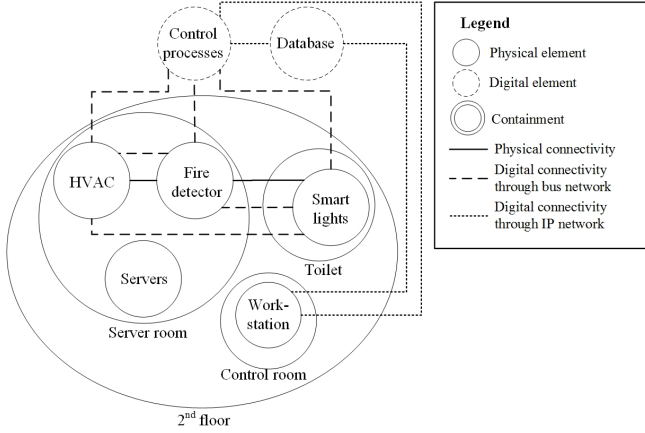 Control
processes
Database
HVAC
Fire
detector
Smart
lights
Toilet
Servers
Server room
Work-
station
Control room
2nd floor
Legend
Physical element
Digital element
Containment
Physical connectivity
Digital connectivity
through bus network
Digital connectivity
through IP network